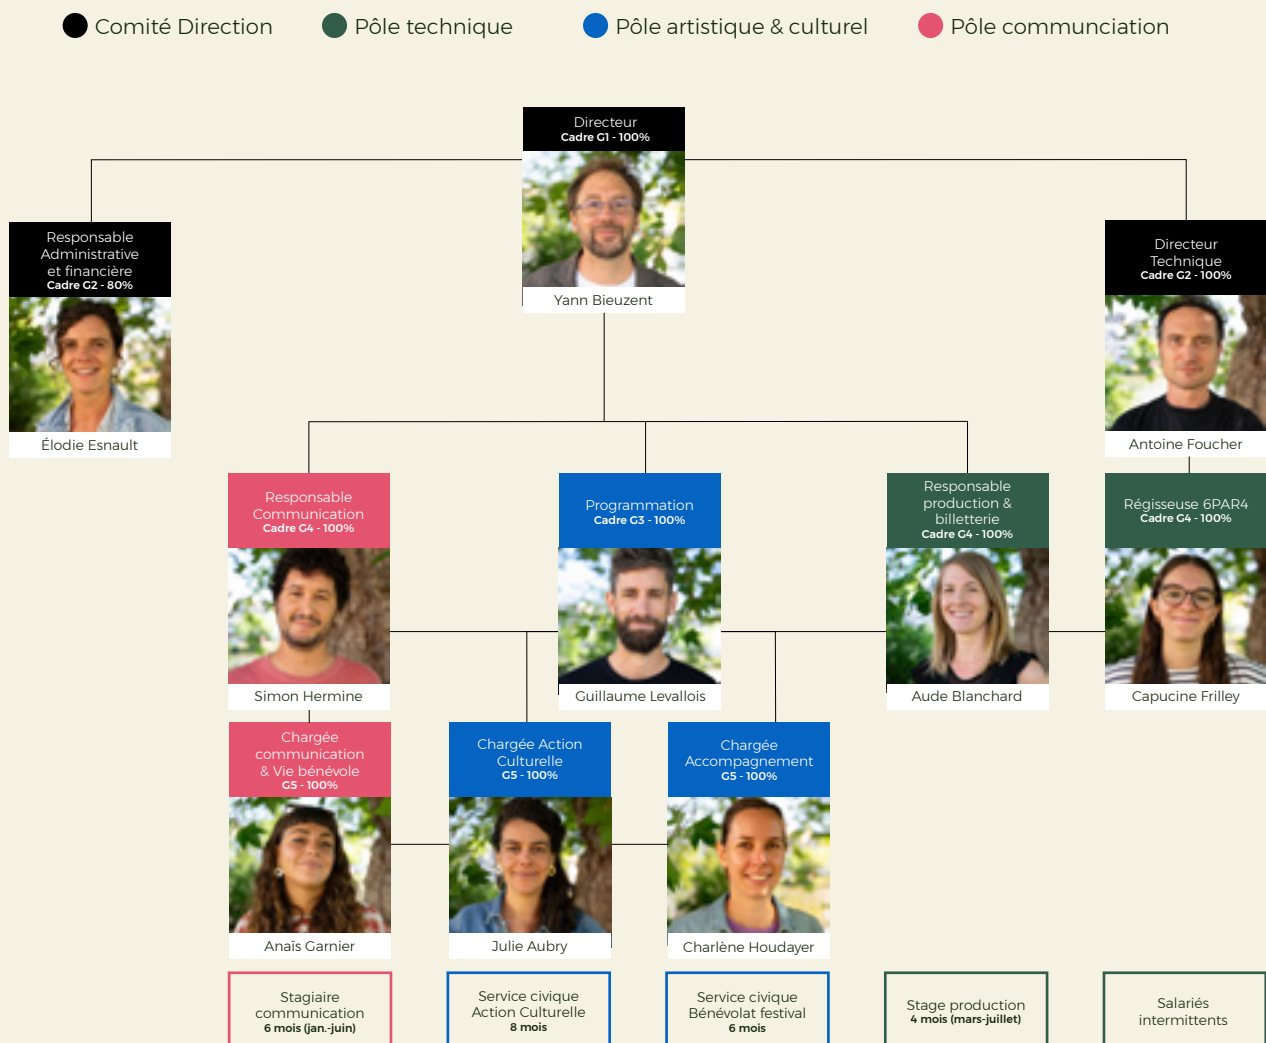 Comité Direction
Pôle technique
Pôle artistique & culturel
Pôle communciation
Directeur
Cadre G1 - 100%
Yann Bieuzent
Responsable
Administrative
et financière
Cadre G2 - 80%
Élodie Esnault
Directeur
Technique
Cadre G2 - 100%
Antoine Foucher
Responsable
Communication
Cadre G4 - 100%
Simon Hermine
Programmation
Cadre G3 - 100%
Guillaume Levallois
Responsable
production &
billetterie
Cadre G4 - 100%
Aude Blanchard
Régisseuse 6PAR4
Cadre G4 - 100%
Capucine Frilley
Chargée
communication
& Vie bénévole
G5 - 100%
Anaïs Garnier
Chargée Action
Culturelle
G5 - 100%
Julie Aubry
Chargée
Accompagnement
G5 - 100%
Charlène Houdayer
Stagiaire
communication
6 mois (jan.-juin)
Service civique
Action Culturelle
8 mois
Service civique
Bénévolat festival
6 mois
Stage production
4 mois (mars-juillet)
Salariés
intermittents